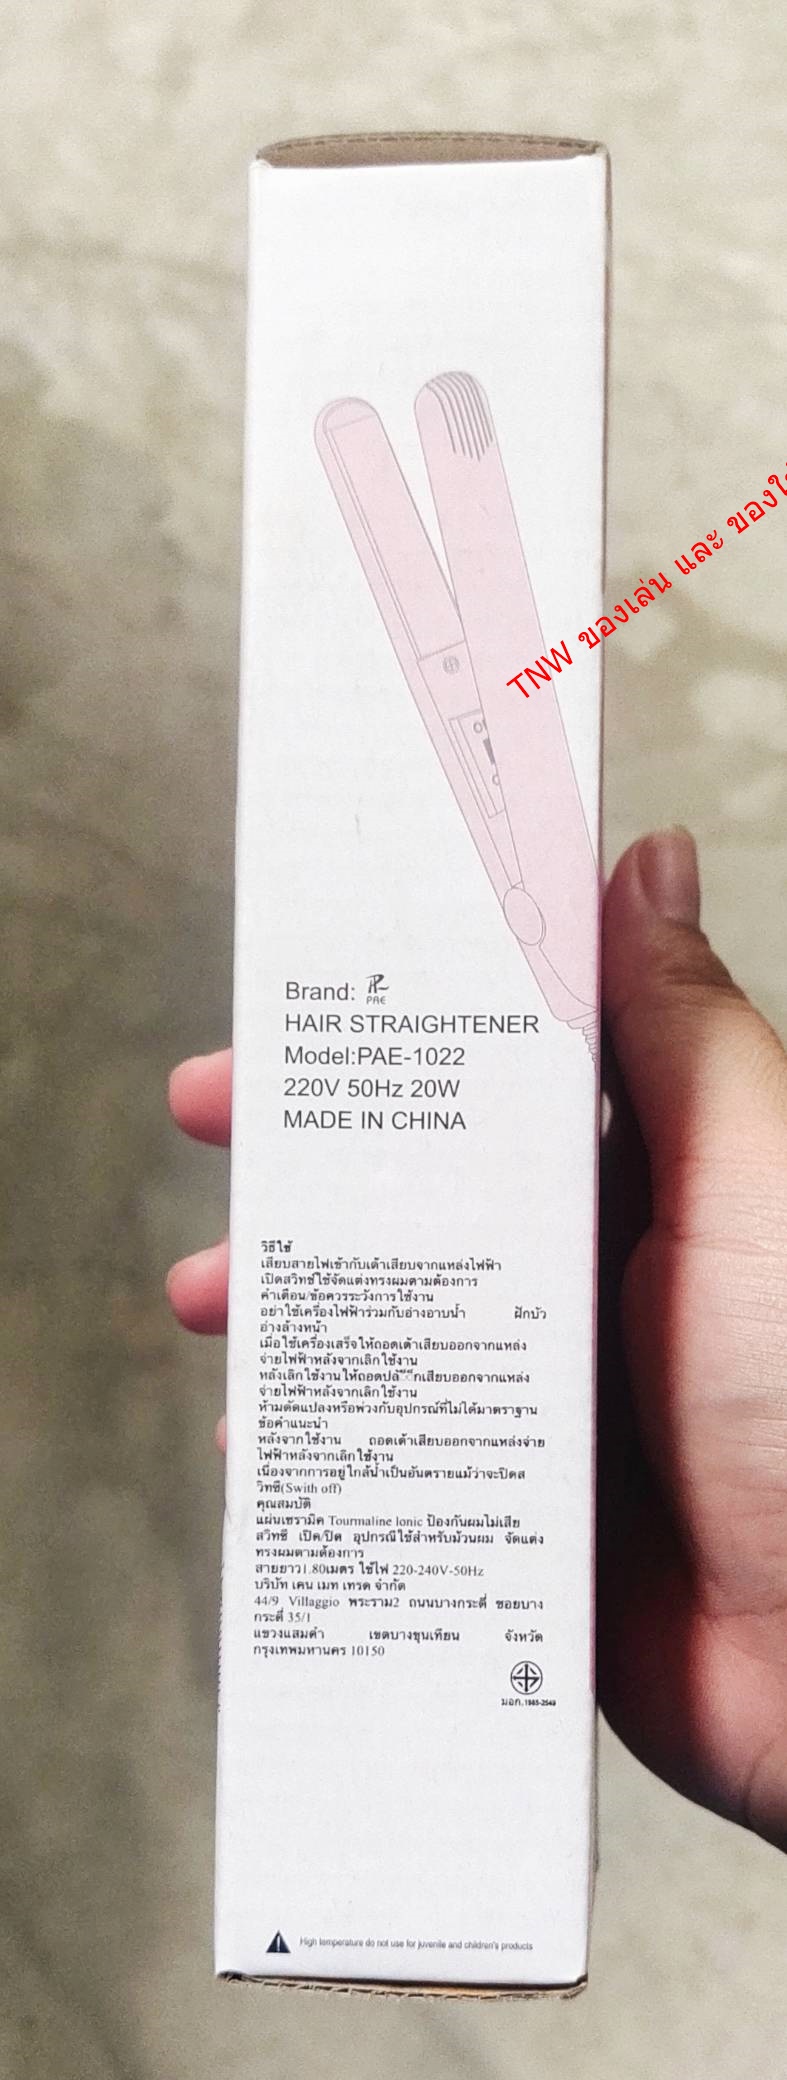 TNW ของเล่น และ ของใช้
Brand: PAE
HAIR STRAIGHTENER
Model:PAE-1022
220V 50Hz 20W
MADE IN CHINA
วิธีใช้
เสียบสายไฟเข้ากับเต้าเสียบจากแหล่งไฟฟ้า
เปิดสวิทช์ใช้จัดแต่งทรงผมตามต้องการ
คำเตือน/ข้อควรระวังการใช้งาน
อย่าใช้เครื่องไฟฟ้าร่วมกับอ่างอาบน้ำ ฝักบัว
อ่างล้างหน้า
เมื่อใช้เครื่องเสร็จให้ถอดเต้าเสียบออกจากแหล่ง
จ่ายไฟฟ้าหลังจากเลิกใช้งาน
หลังเลิกใช้งานให้ถอดปลั๊กเสียบออกจากแหล่ง
จ่ายไฟฟ้าหลังจากเลิกใช้งาน
ห้ามดัดแปลงหรือพ่วงกับอุปกรณ์ที่ไม่ได้มาตราฐาน
ข้อคำแนะนำ
หลังจากใช้งาน ถอดเต้าเสียบออกจากแหล่งจ่าย
ไฟฟ้าหลังจากเลิกใช้งาน
เนื่องจากการอยู่ใกล้น้ำเป็นอันตรายแม้ว่าจะปิดส
วิทซ์(Swith off)
คุณสมบัติ
แผ่นเซรามิค Tourmaline Ionic ป้องกันผมไม่เสีย
สวิทซ์ เปิด/ปิด อุปกรณ์ใช้สำหรับม้วนผม จัดแต่ง
ทรงผมตามต้องการ
สายยาว1.80เมตร ใช้ไฟ 220-240V-50Hz
บริษัท เคน เมท เทรด จำกัด
44/9 Villaggio พระราม2 ถนนบางกระดี่ ซอยบาง
กระดี่ 35/1
แขวงแสมดำ เขตบางขุนเทียน จังหวัด
กรุงเทพมหานคร 10150
มอก.1985-2549
High temperature do not use for juvenile and children's products